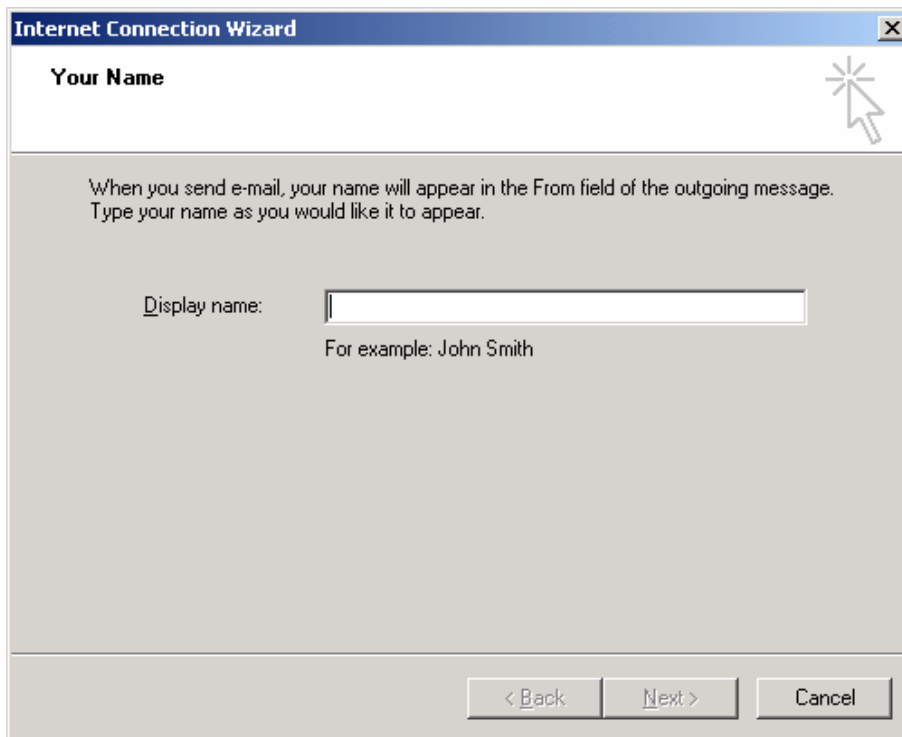 Internet Connection Wizard
Your Name
When you send e-mail, your name will appear in the From field of the outgoing message.
Type your name as you would like it to appear.
Display name:
For example: John Smith
< Back Next > Cancel